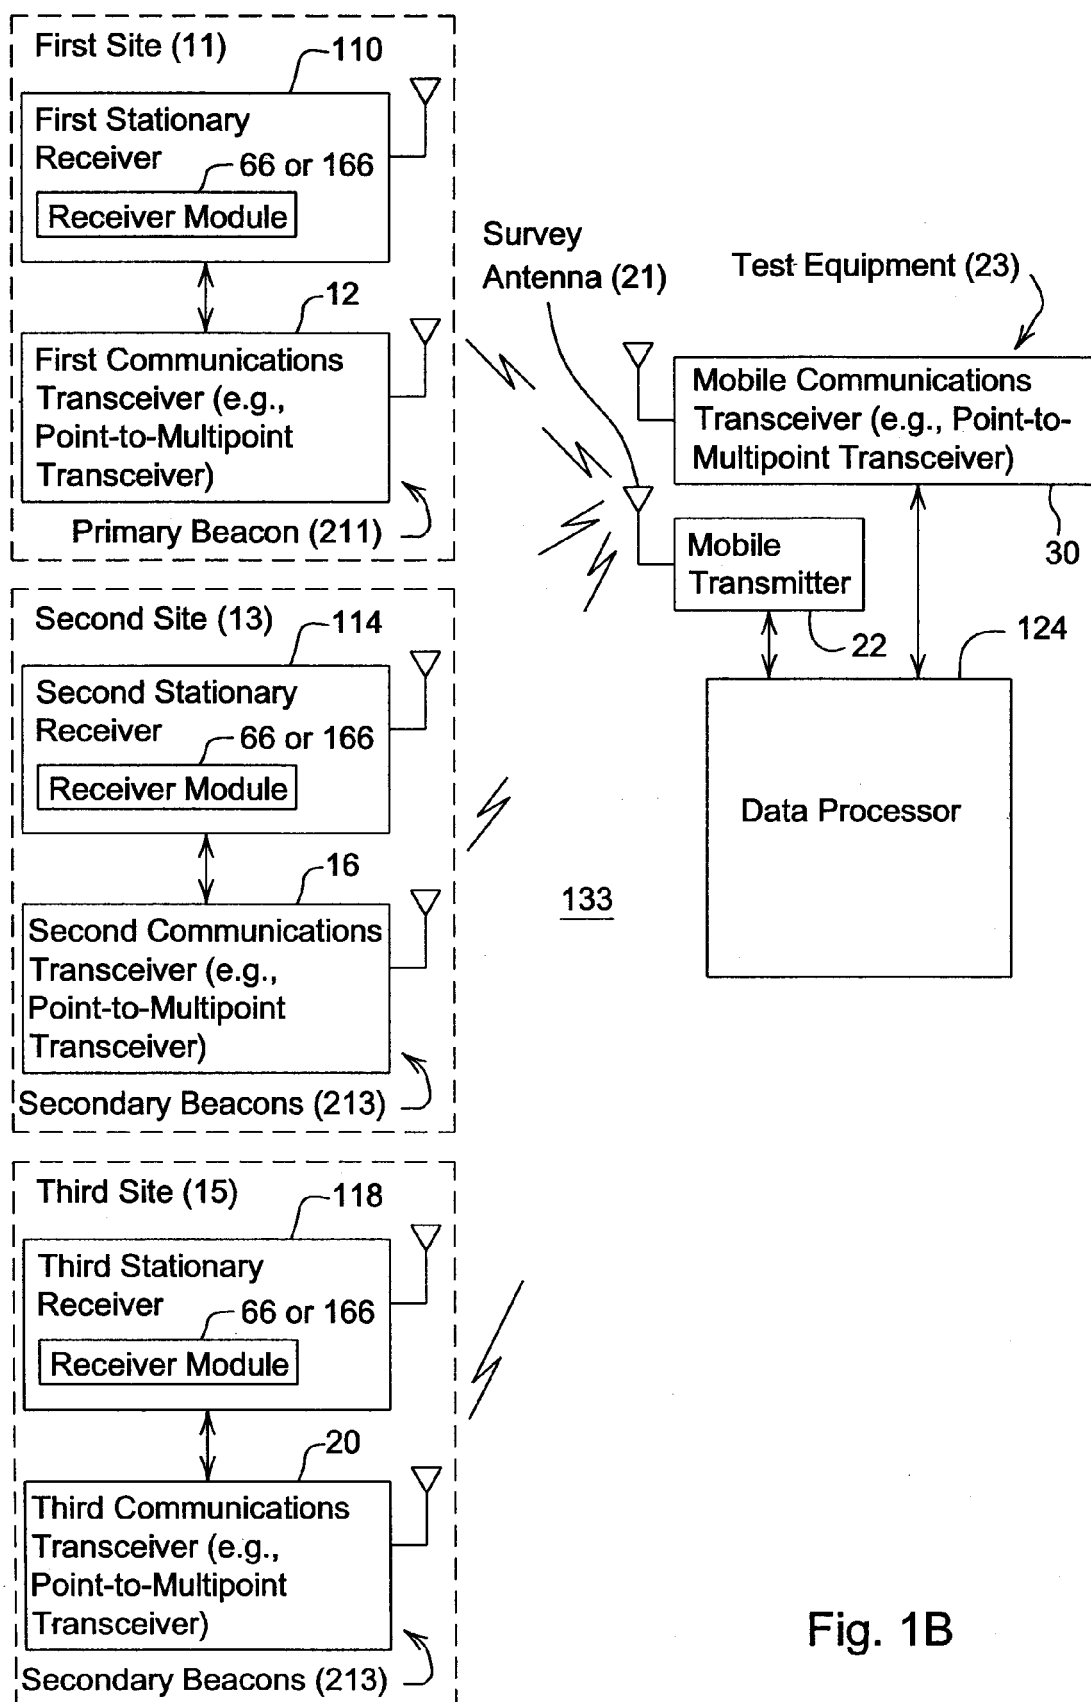 First Site (11)
110
First Stationary
Receiver
66 or 166
Receiver Module
12
First Communications
Transceiver (e.g.,
Point-to-Multipoint
Transceiver)
Primary Beacon (211)
Second Site (13)
114
Second Stationary
Receiver
66 or 166
Receiver Module
16
Second Communications
Transceiver (e.g.,
Point-to-Multipoint
Transceiver)
Secondary Beacons (213)
Third Site (15)
118
Third Stationary
Receiver
66 or 166
Receiver Module
20
Third Communications
Transceiver (e.g.,
Point-to-Multipoint
Transceiver)
Secondary Beacons (213)
Survey
Antenna (21)
Test Equipment (23)
Mobile Communications
Transceiver (e.g., Point-to-
Multipoint Transceiver)
30
Mobile
Transmitter
22
124
Data Processor
133
Fig. 1B